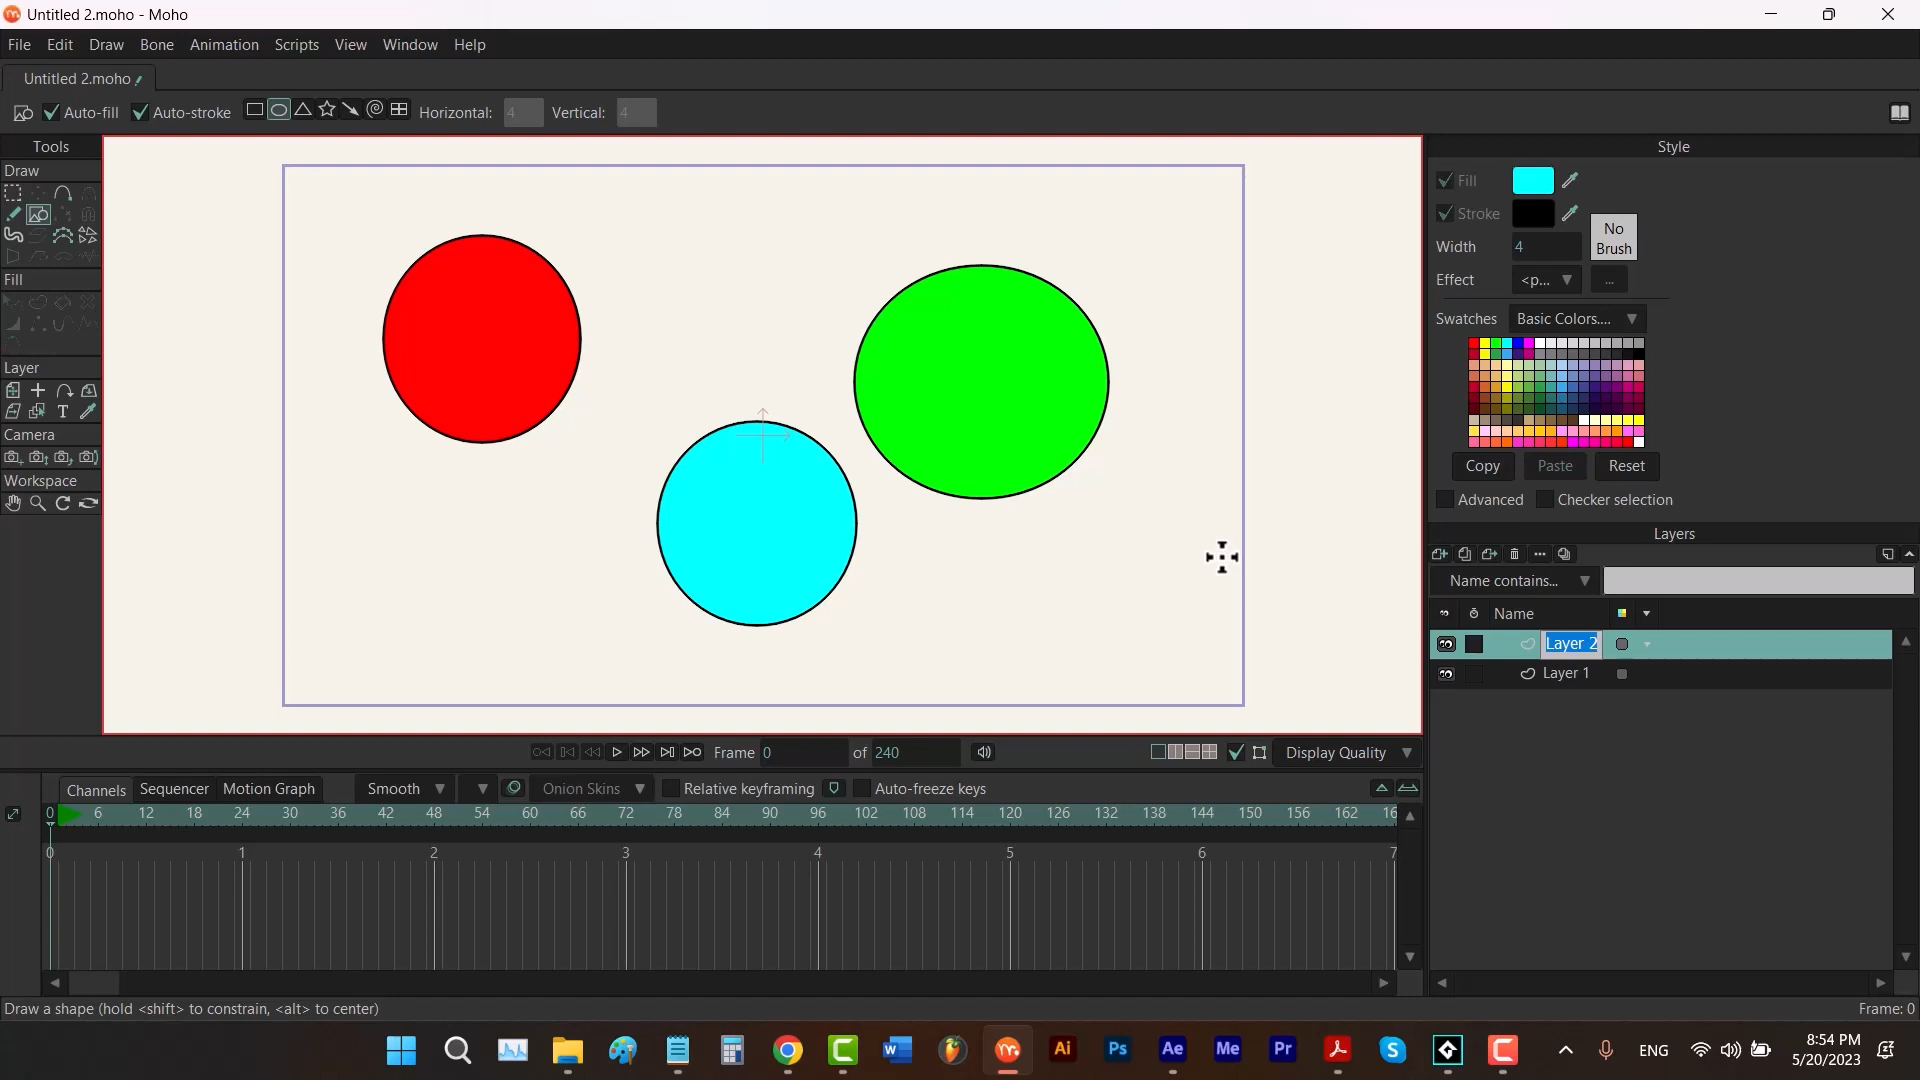 Untitled 2.moho - Moho
File Edit Draw Bone Animation Scripts View Window Help
Untitled 2.moho
Auto-fill Auto-stroke Horizontal: 4 Vertical: 4
Tools
Draw
Fill
Layer
T
Camera
Workspace
Style
Fill
Stroke
No Brush
Width 4
Effect <p... ...
Swatches Basic Colors....
Copy Paste Reset
Advanced Checker selection
Layers
Name contains...
Name
Layer 2
Layer 1
Frame 0 of 240 Display Quality
Channels Sequencer Motion Graph Smooth Onion Skins Relative keyframing Auto-freeze keys
0 6 12 18 24 30 36 42 48 54 60 66 72 78 84 90 96 102 108 114 120 126 132 138 144 150 156 162 16
0 1 2 3 4 5 6 7
Draw a shape (hold <shift> to constrain, <alt> to center) Frame: 0
W Ai Ps Ae Me Pr S C ENG 8:54 PM
5/20/2023